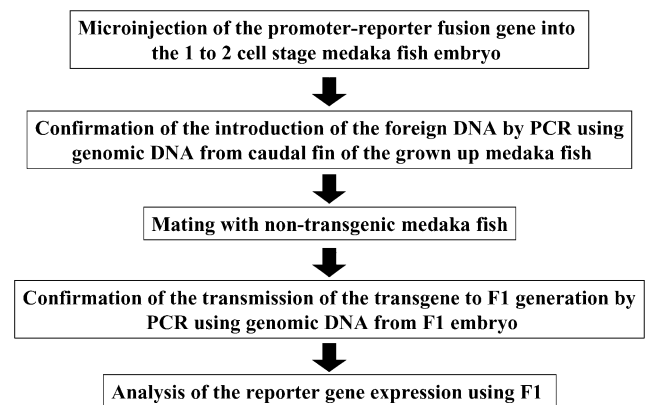 Microinjection of the promoter-reporter fusion gene into
the 1 to 2 cell stage medaka fish embryo
Confirmation of the introduction of the foreign DNA by PCR using
genomic DNA from caudal fin of the grown up medaka fish
Mating with non-transgenic medaka fish
Confirmation of the transmission of the transgene to F1 generation by
PCR using genomic DNA from F1 embryo
Analysis of the reporter gene expression using F1